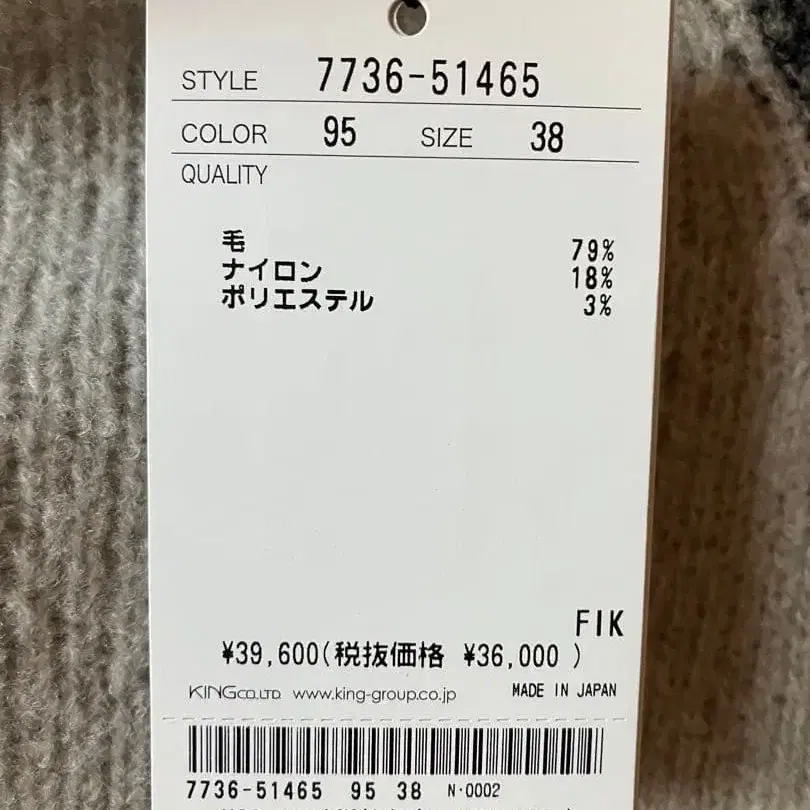 STYLE 7736-51465
COLOR 95 SIZE 38
QUALITY
毛 79%
ナイロン 18%
ポリエステル 3%
FIK
¥39,600(税抜価格 ¥36,000 )
KING CO.,LTD. www.king-group.co.jp MADE IN JAPAN
7736-51465 95 38 N·0002